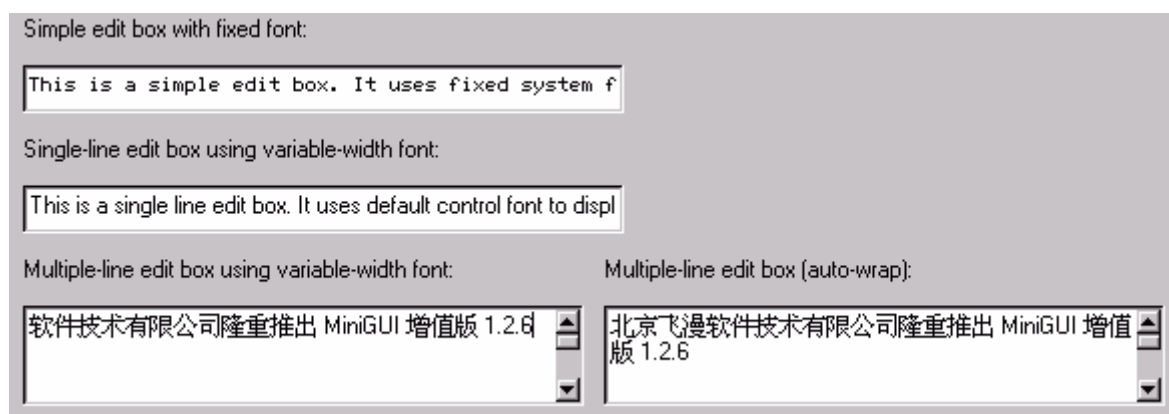 Simple edit box with fixed font:
This is a simple edit box. It uses fixed system f
Single-line edit box using variable-width font:
This is a single line edit box. It uses default control font to displ
Multiple-line edit box using variable-width font:
软件技术有限公司隆重推出 MiniGUI 增值版 1.2.6
Multiple-line edit box (auto-wrap):
北京飞漫软件技术有限公司隆重推出 MiniGUI 增值
版 1.2.6